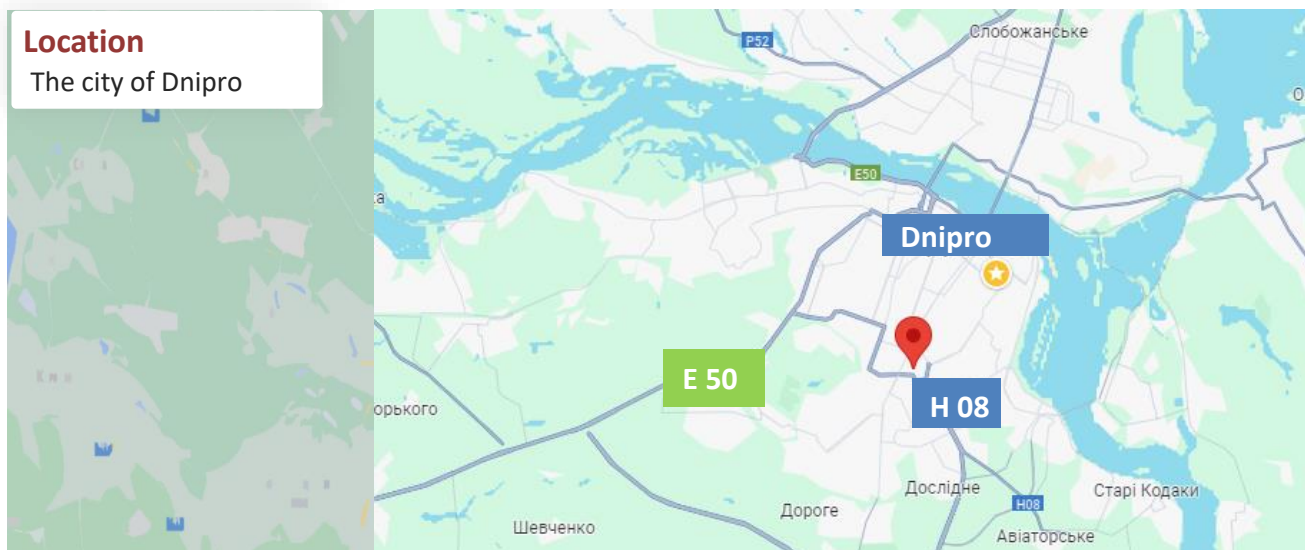 Location
The city of Dnipro
Слобожанське
P52
E50
Dnipro
E 50
H 08
орького
Дослідне
Старі Кодаки
H08
Дороге
Шевченко
Авіаторське